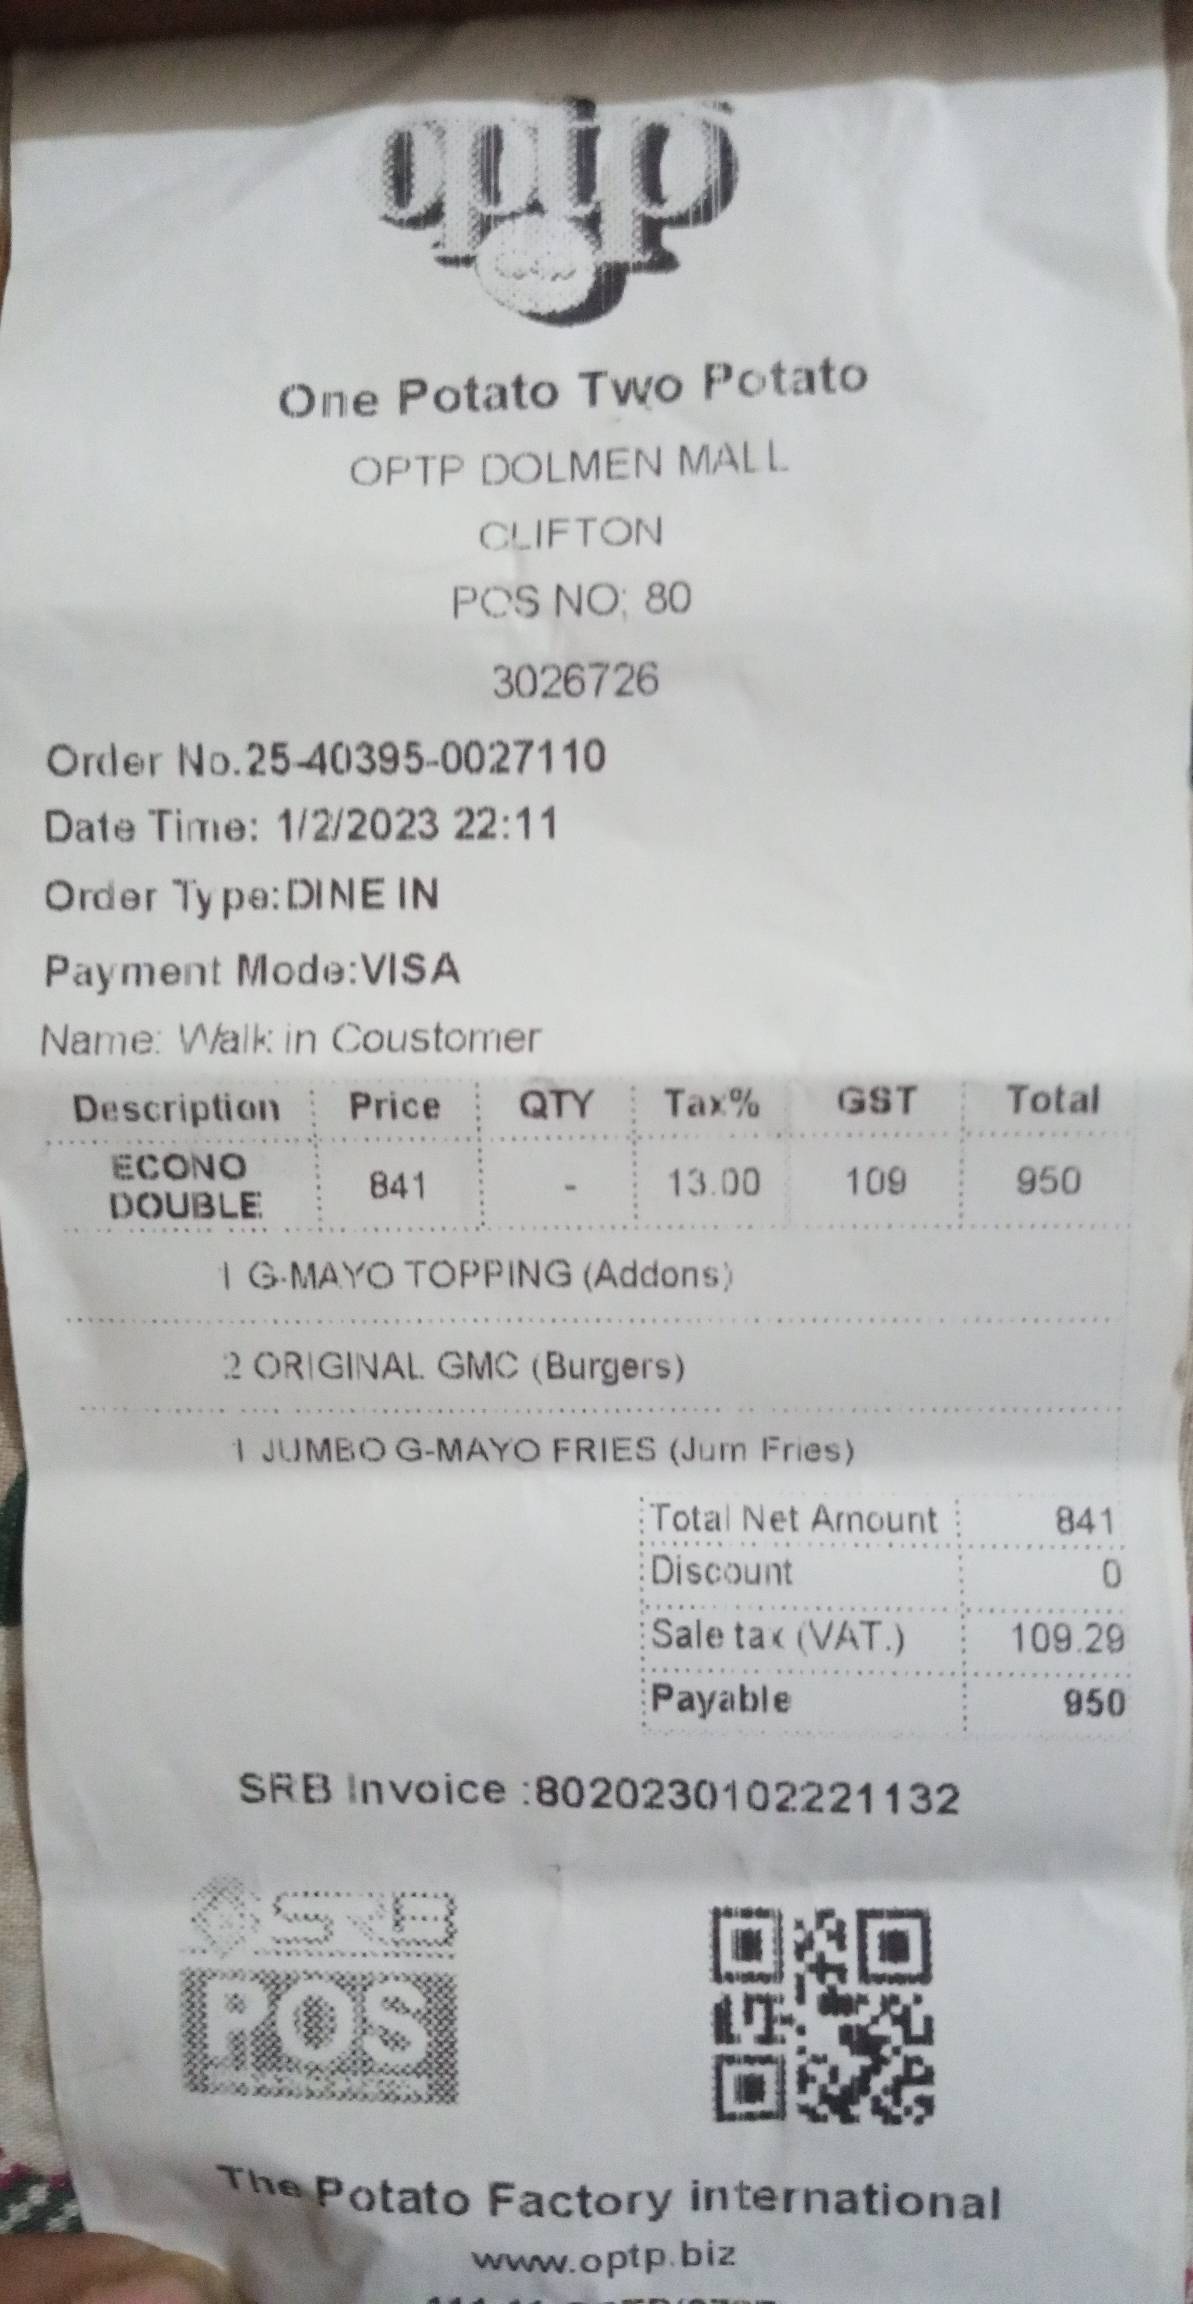 optp
One Potato Two Potato
OPTP DOLMEN MALL
CLIFTON
POS NO; 80
3026726
Order No.25-40395-0027110
Date Time: 1/2/2023 22:11
Order Type:DINE IN
Payment Mode:VISA
Name: Walk in Coustomer
Description Price QTY Tax% GST Total
ECONO DOUBLE 841 - 13.00 109 950
1 G-MAYO TOPPING (Addons)
2 ORIGINAL GMC (Burgers)
1 JUMBO G-MAYO FRIES (Jum Fries)
Total Net Amount 841
Discount 0
Sale tax (VAT.) 109.29
Payable 950
SRB Invoice :8020230102221132
SRB
POS
The Potato Factory international
www.optp.biz